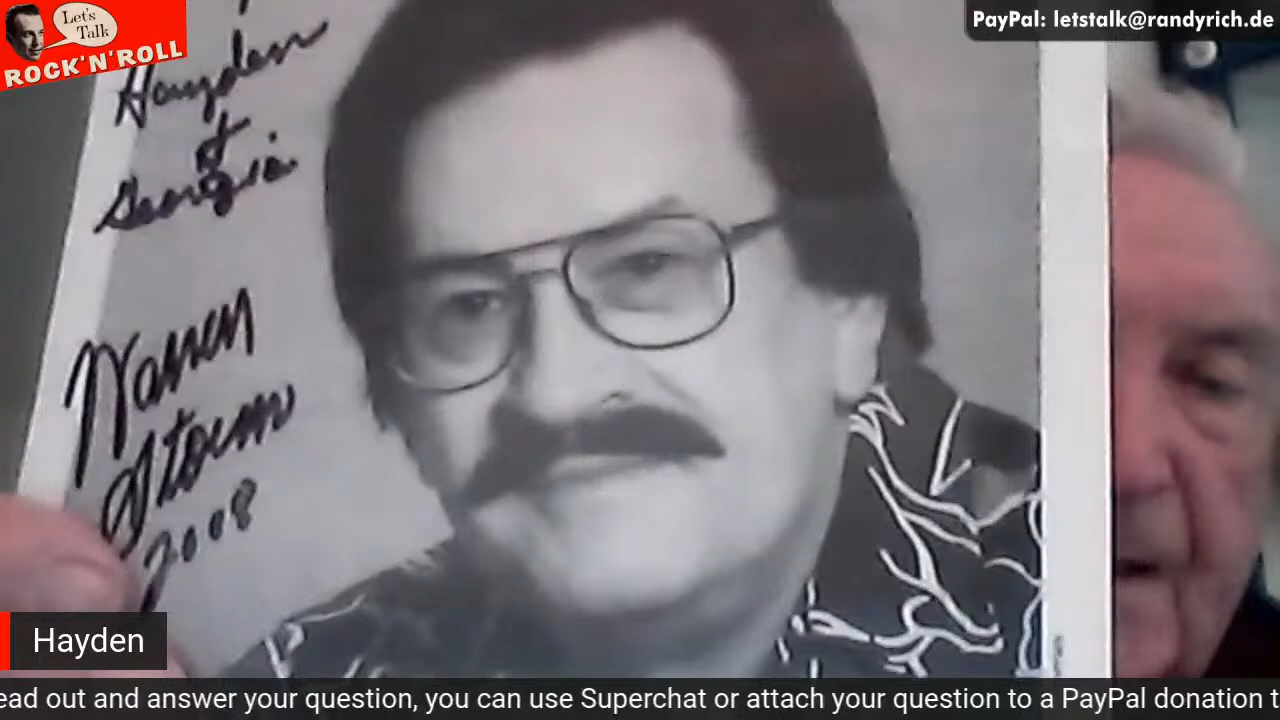 Let's
Talk
ROCK'N'ROLL
PayPal: letstalk@randyrich.de
Hayden
&
Georgia
Warren
Storm
2008
Hayden
ead out and answer your question, you can use Superchat or attach your question to a PayPal donation t